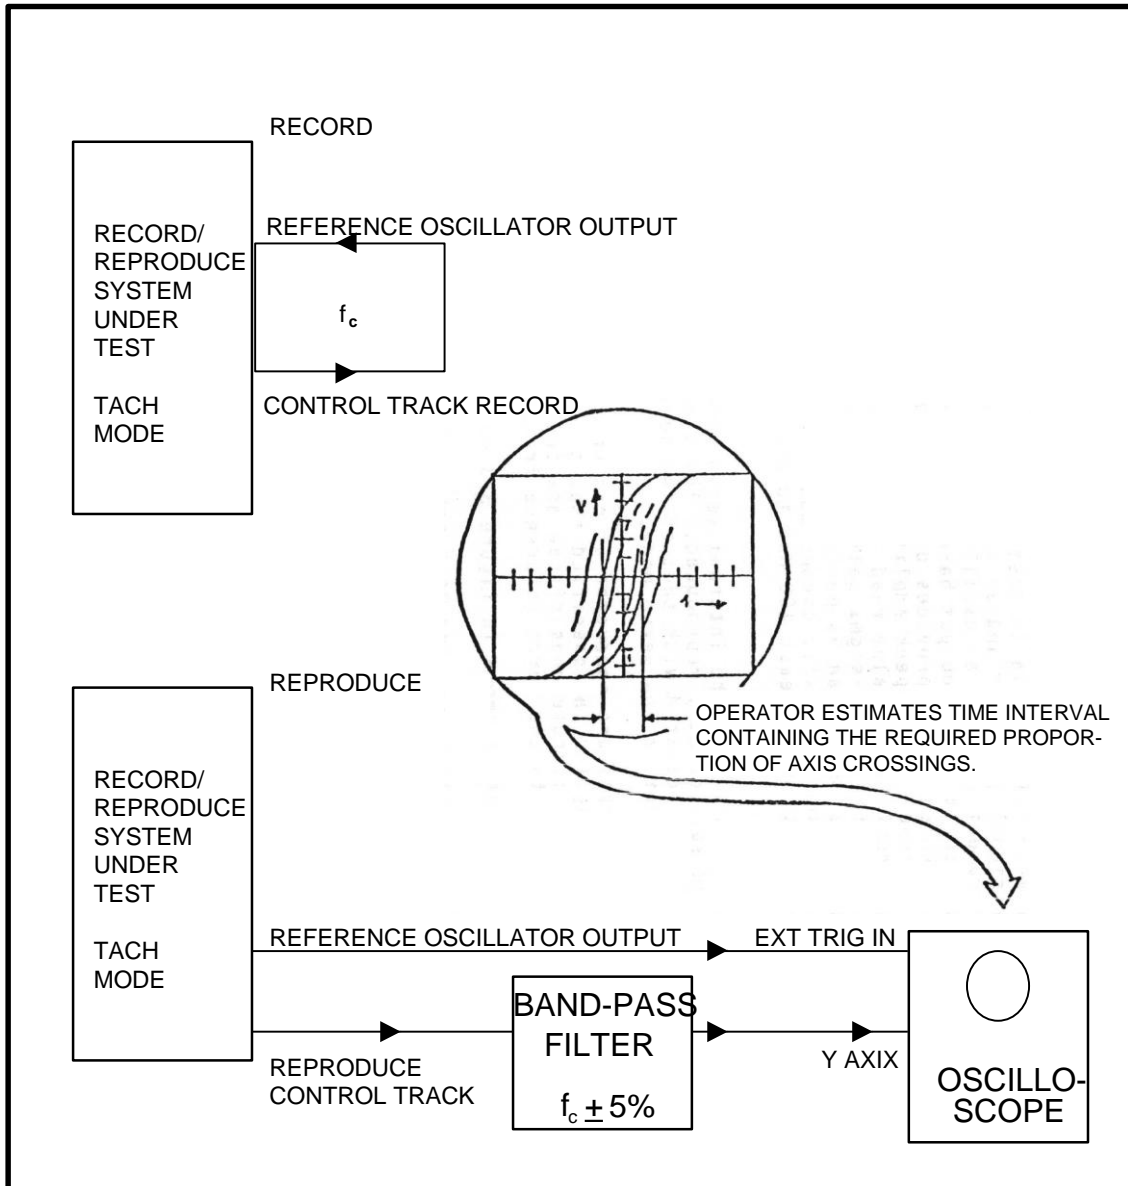 RECORD
RECORD/
REPRODUCE
SYSTEM
UNDER
TEST
TACH
MODE
REFERENCE OSCILLATOR OUTPUT
fc
CONTROL TRACK RECORD
V
REPRODUCE
OPERATOR ESTIMATES TIME INTERVAL
CONTAINING THE REQUIRED PROPOR-
TION OF AXIS CROSSINGS.
RECORD/
REPRODUCE
SYSTEM
UNDER
TEST
TACH
MODE
REFERENCE OSCILLATOR OUTPUT
EXT TRIG IN
BAND-PASS
FILTER
fc ± 5%
REPRODUCE
CONTROL TRACK
Y AXIX
OSCILLO-
SCOPE